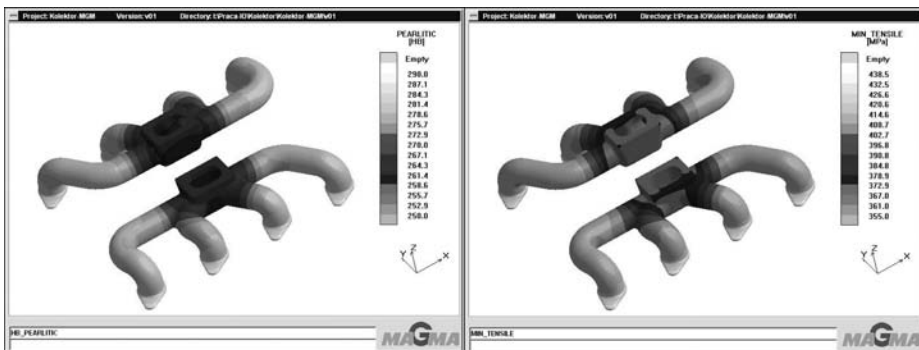 Project: Kolektor-MGM Version: v01 Directory: I:\Praca-IO\Kolektor\Kolektor-MGM\v01
PEARLITIC
[HB]
Empty
290.0
287.1
284.3
281.4
278.6
275.7
272.9
270.0
267.1
264.3
261.4
258.6
255.7
252.9
250.0
Y Z X
HB_PEARLITIC
MAGMA
Project: Kolektor-MGM Version: v01 Directory: I:\Praca-IO\Kolektor\Kolektor-MGM\v01
MIN_TENSILE
[MPa]
Empty
438.5
432.5
426.6
420.6
414.6
408.7
402.7
396.8
390.8
384.8
378.9
372.9
367.0
361.0
355.0
Y Z X
MIN_TENSILE
MAGMA